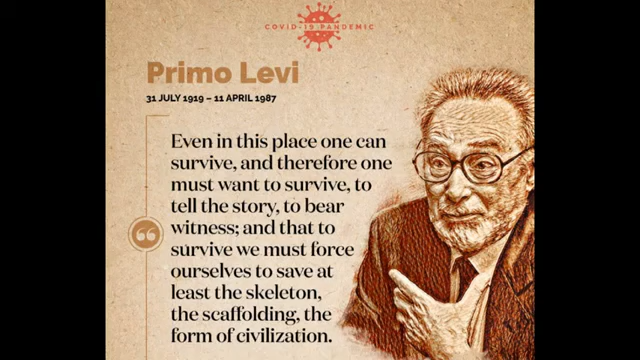 COVID-19 PANDEMIC
Primo Levi
31 JULY 1919 – 11 APRIL 1987
Even in this place one can
survive, and therefore one
must want to survive, to
tell the story, to bear
witness; and that to
survive we must force
ourselves to save at
least the skeleton,
the scaffolding, the
form of civilization.